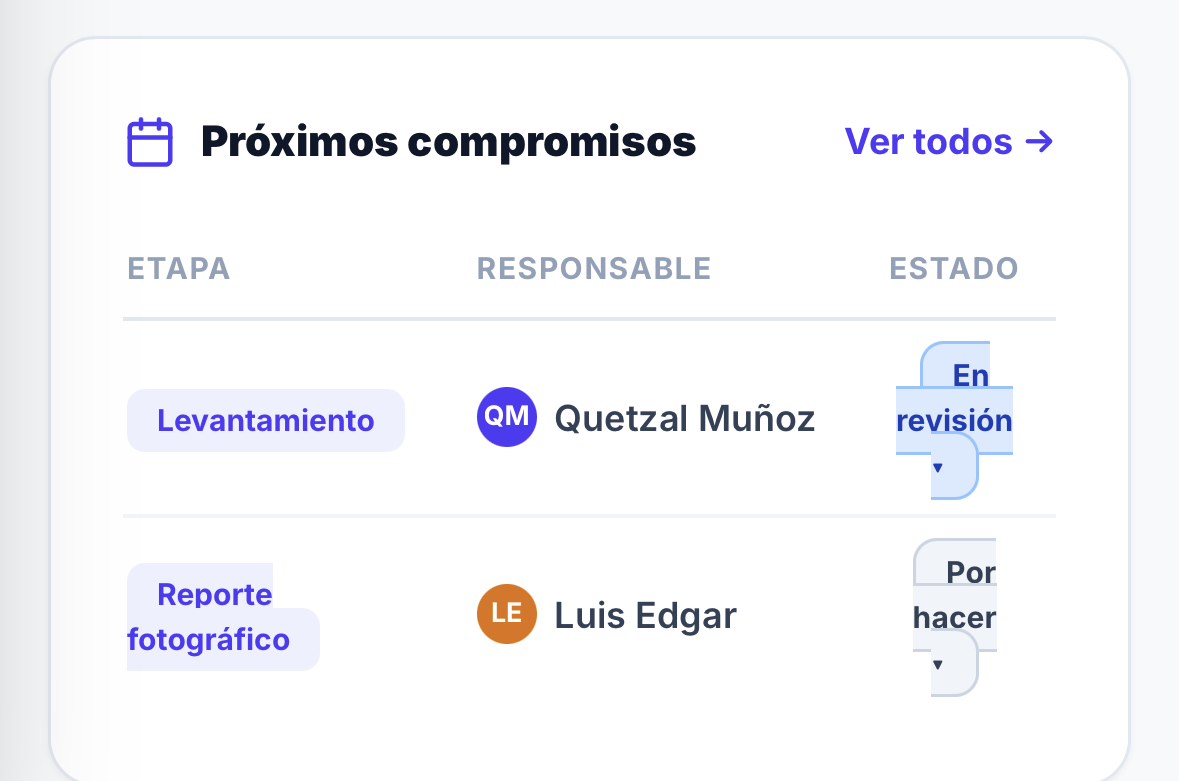 Próximos compromisos
Ver todos →
ETAPA RESPONSABLE ESTADO
Levantamiento
QM Quetzal Muñoz
En
revisión
▾
Reporte
fotográfico
LE Luis Edgar
Por
hacer
▾